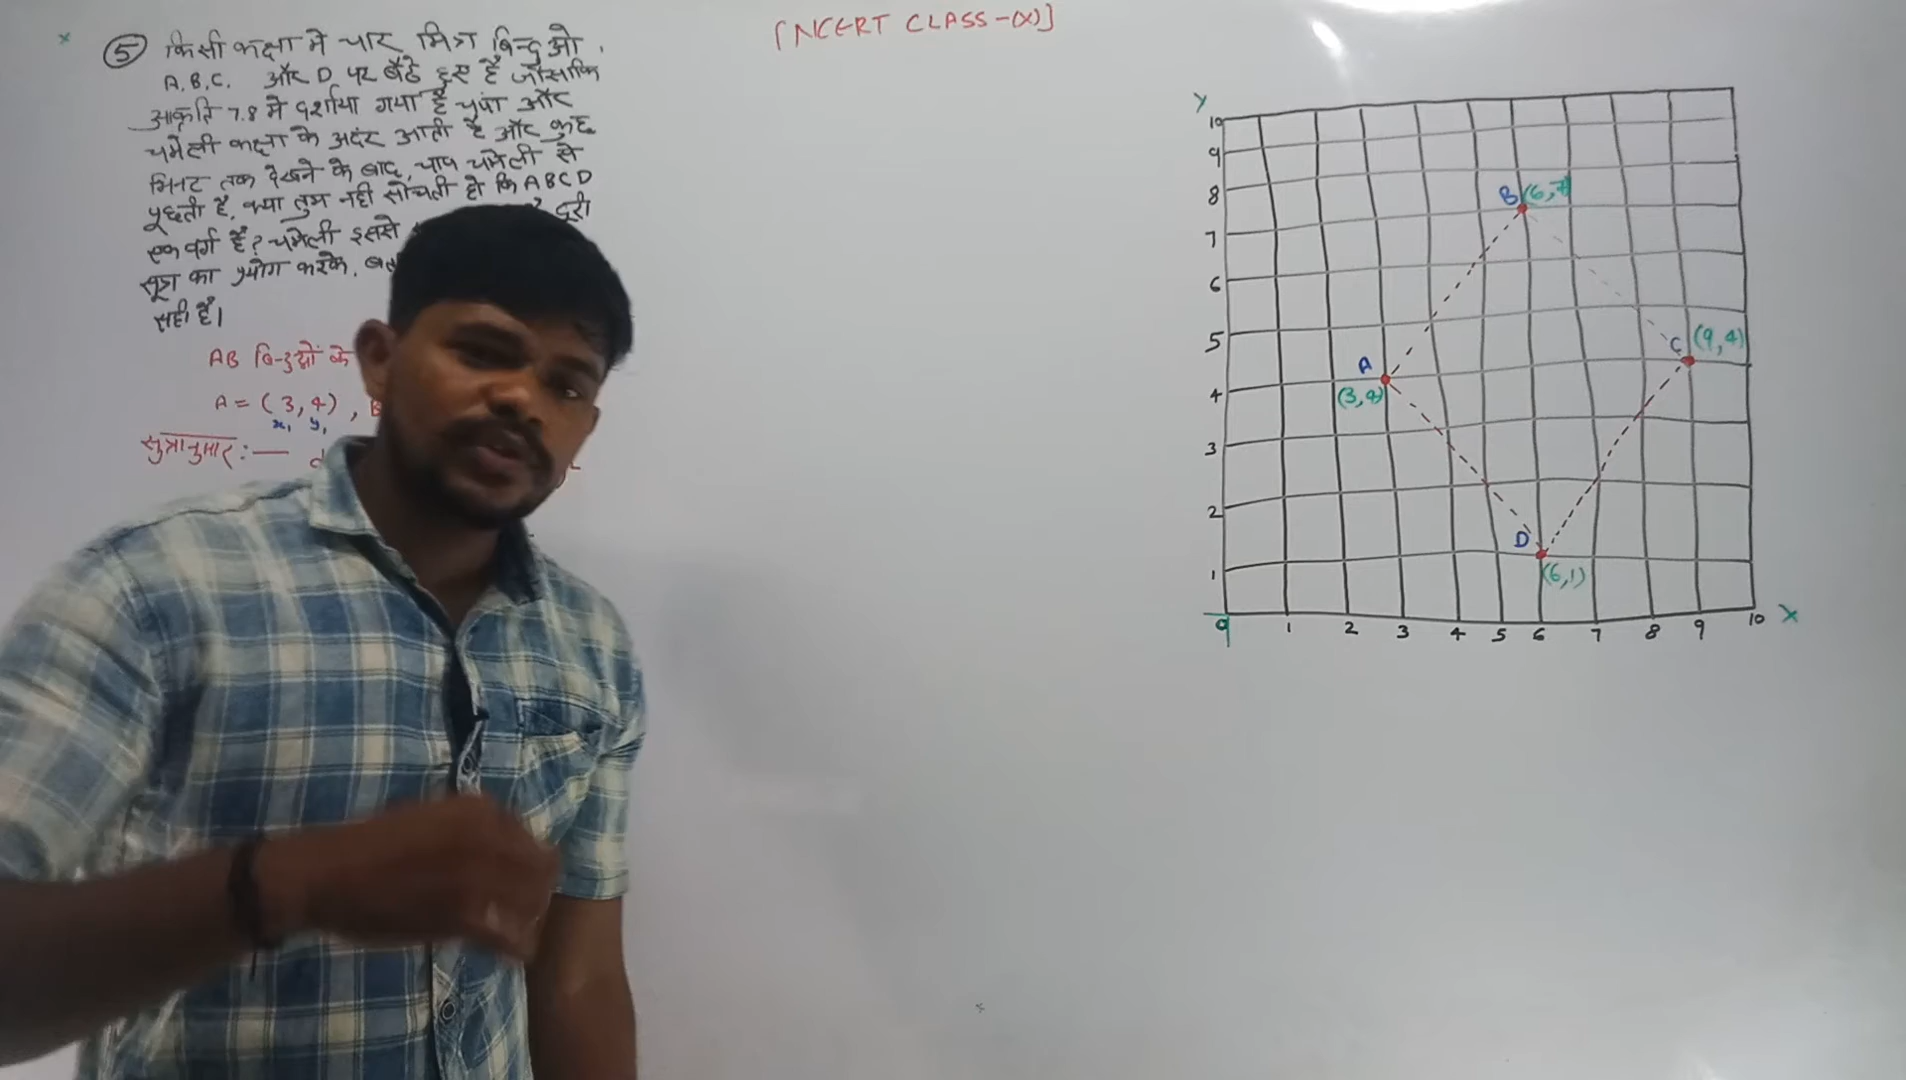 [NCERT CLASS-(X)]
⑤ किसी कक्षा मे चार मित्र बिन्दुओ
A.B.C. और D पर बैठे हुए है जैसाकि
आकृति 7.8 मे दर्शाया गया है चंपा और
चमेली कक्षा के अदंर आती है और कुछ
मिनट तक देखने के बाद, चंपा चमेली से
पूछती है, क्या तुम नही सोचती हो कि ABCD
एक वर्ग है? चमेली इससे दूरी
सूत्र का प्रयोग करके,
सही है।
AB बिन्दुओं के
A = (3,4) , B
x₁ y₁
सूत्रानुसार:— d
Y
10
9
8
7
6
5
4
3
2
1
0
1 2 3 4 5 6 7 8 9 10 X
B (6,7)
C (9,4)
A
(3,4)
D
(6,1)